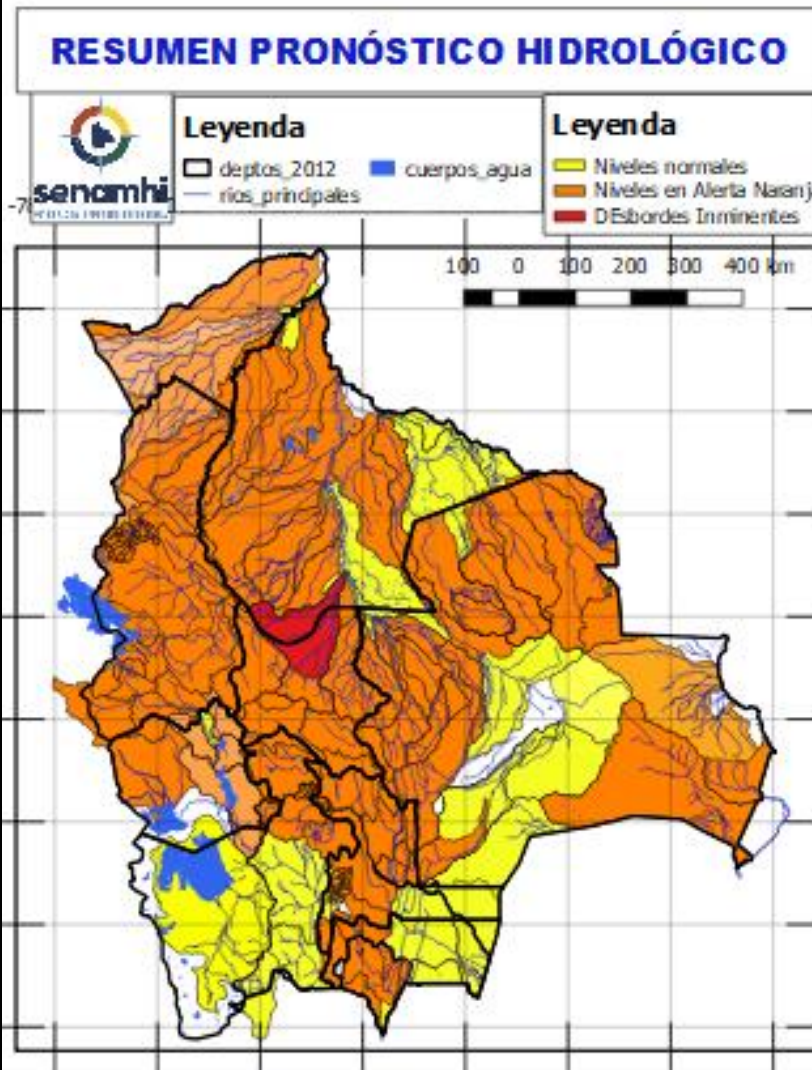 RESUMEN PRONÓSTICO HIDROLÓGICO
senamhi
Leyenda
deptos_2012
cuerpos_agua
rios_principales
Leyenda
Niveles normales
Niveles en Alerta Naranj
DEsbordes Inminentes
100 0 100 200 300 400 km